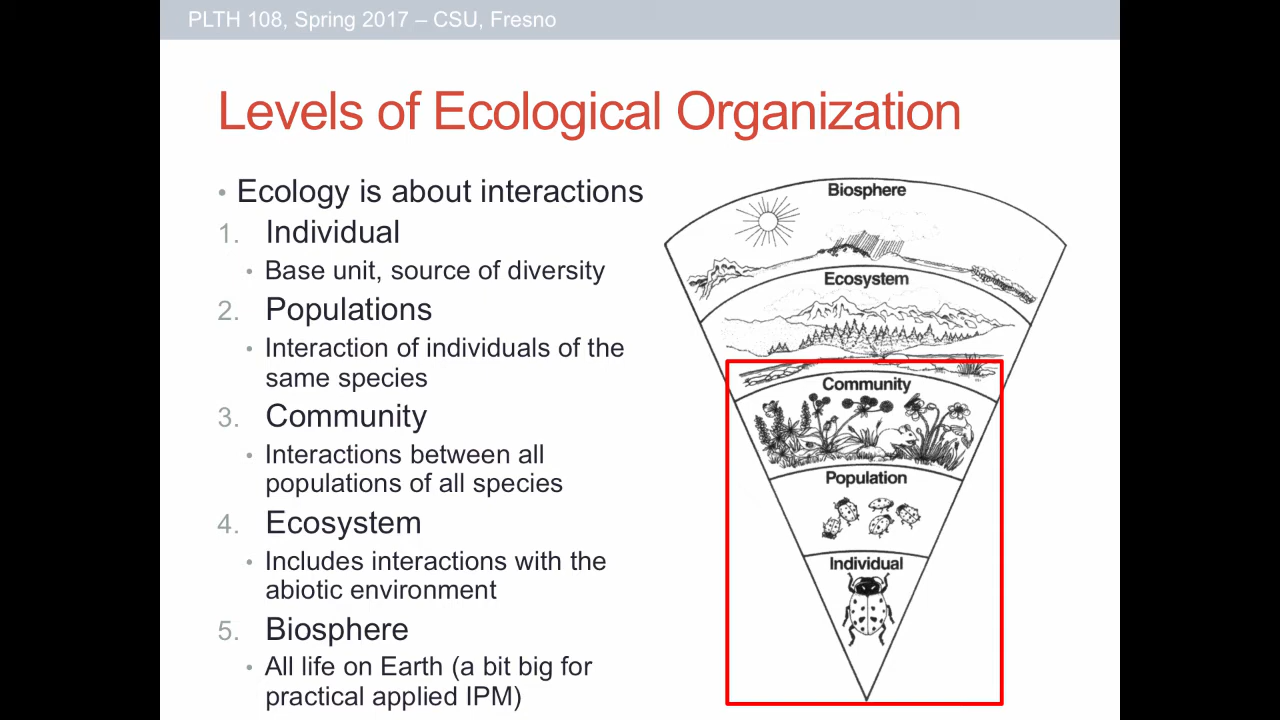 PLTH 108, Spring 2017 – CSU, Fresno
Levels of Ecological Organization
• Ecology is about interactions
1. Individual
• Base unit, source of diversity
2. Populations
• Interaction of individuals of the
same species
3. Community
• Interactions between all
populations of all species
4. Ecosystem
• Includes interactions with the
abiotic environment
5. Biosphere
• All life on Earth (a bit big for
practical applied IPM)
Biosphere
Ecosystem
Community
Population
Individual